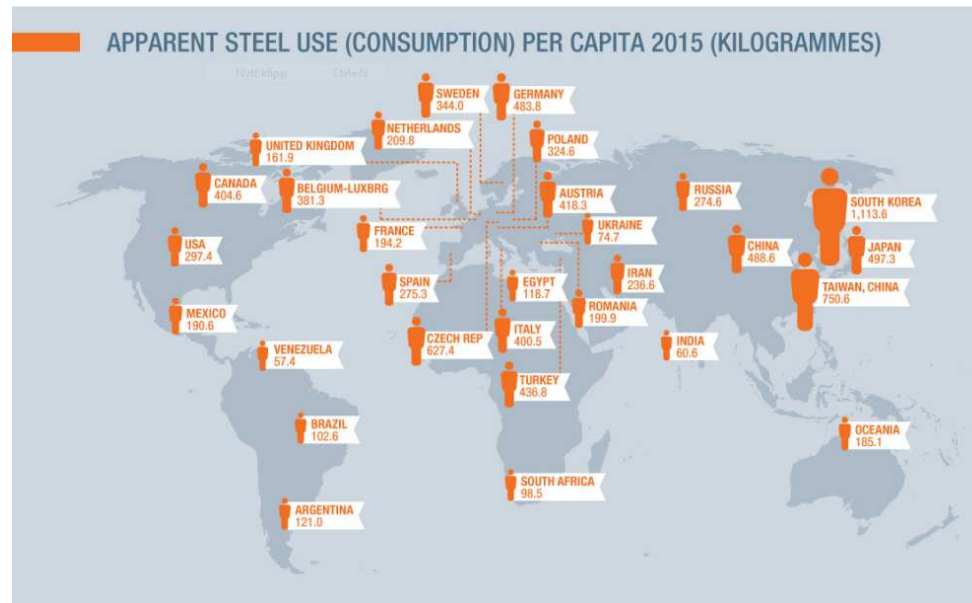 APPARENT STEEL USE (CONSUMPTION) PER CAPITA 2015 (KILOGRAMMES)
Nytt klipp Ctrl+N
SWEDEN
344.0
GERMANY
483.8
NETHERLANDS
209.8
POLAND
324.6
UNITED KINGDOM
161.9
CANADA
404.6
BELGIUM-LUXBRG
381.3
AUSTRIA
418.3
RUSSIA
274.6
SOUTH KOREA
1,113.6
FRANCE
194.2
UKRAINE
74.7
USA
297.4
CHINA
488.6
JAPAN
497.3
SPAIN
275.3
EGYPT
118.7
IRAN
236.6
TAIWAN, CHINA
750.6
MEXICO
190.6
ROMANIA
199.9
CZECH REP
627.4
ITALY
400.5
INDIA
60.6
VENEZUELA
57.4
TURKEY
436.8
BRAZIL
102.6
OCEANIA
185.1
SOUTH AFRICA
98.5
ARGENTINA
121.0